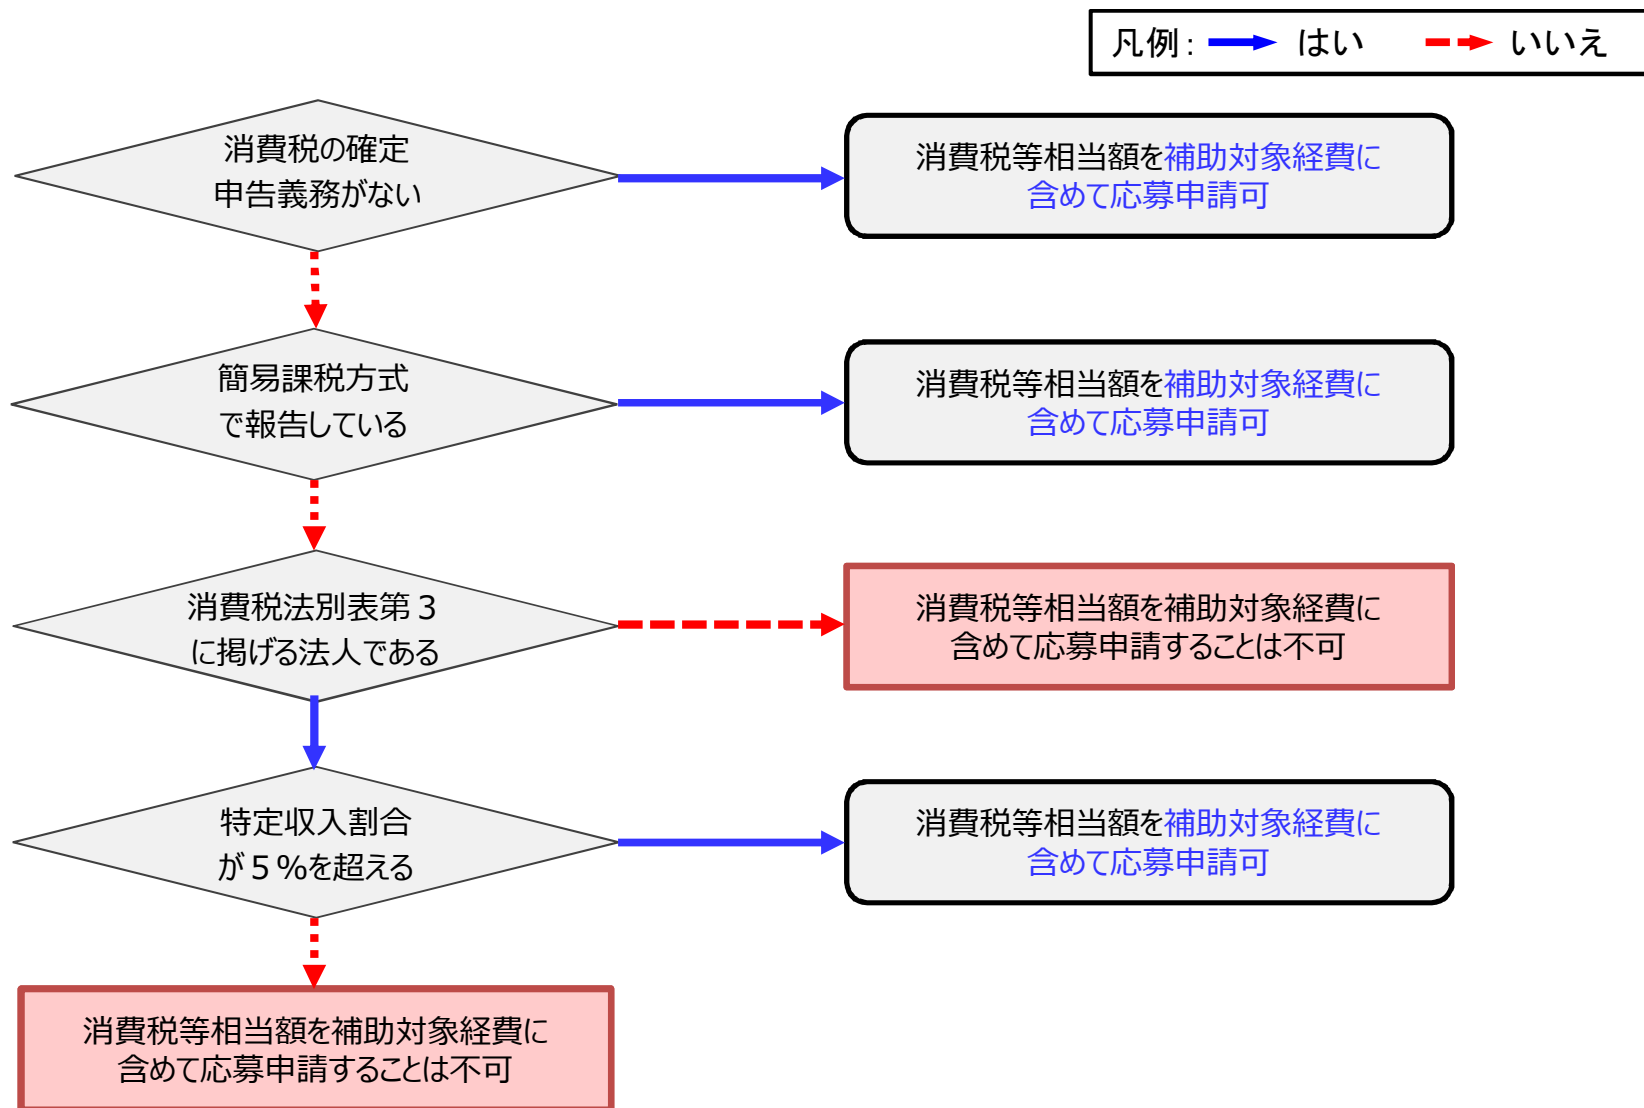 凡例： はい いいえ
消費税の確定
申告義務がない
消費税等相当額を補助対象経費に
含めて応募申請可
簡易課税方式
で報告している
消費税等相当額を補助対象経費に
含めて応募申請可
消費税法別表第３
に掲げる法人である
消費税等相当額を補助対象経費に
含めて応募申請することは不可
特定収入割合
が５％を超える
消費税等相当額を補助対象経費に
含めて応募申請可
消費税等相当額を補助対象経費に
含めて応募申請することは不可